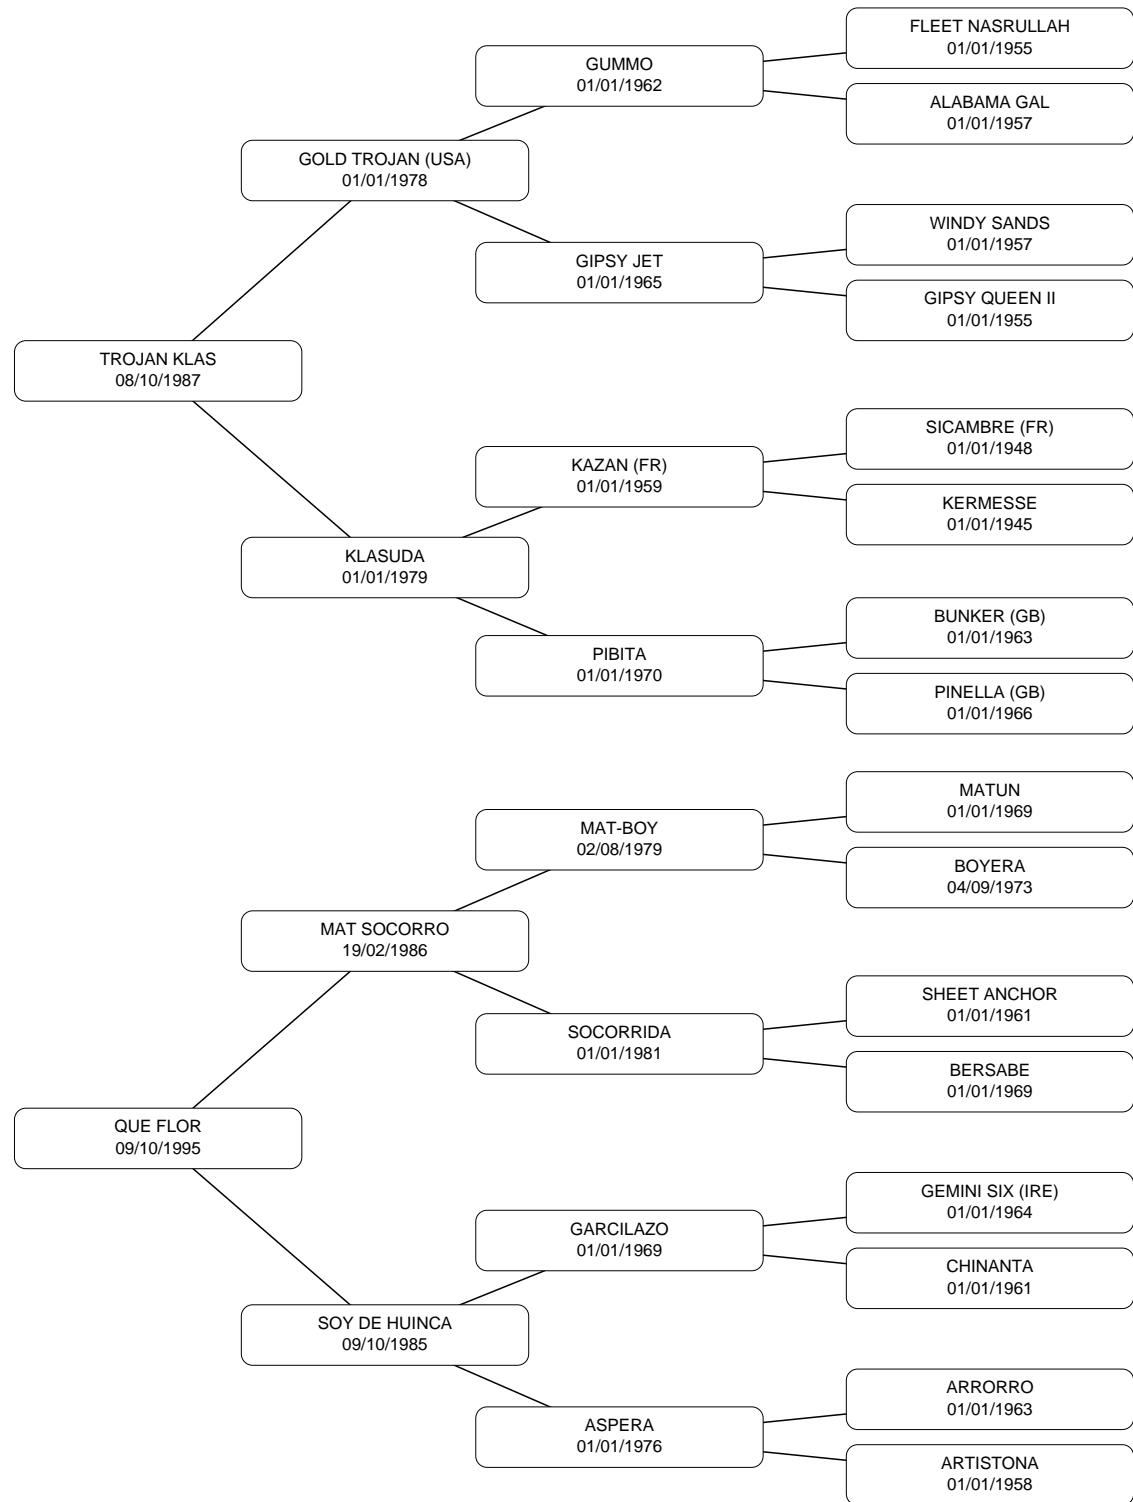 FLEET NASRULLAH
01/01/1955
GUMMO
01/01/1962
ALABAMA GAL
01/01/1957
GOLD TROJAN (USA)
01/01/1978
WINDY SANDS
01/01/1957
GIPSY JET
01/01/1965
GIPSY QUEEN II
01/01/1955
TROJAN KLAS
08/10/1987
SICAMBRE (FR)
01/01/1948
KAZAN (FR)
01/01/1959
KERMESSE
01/01/1945
KLASUDA
01/01/1979
BUNKER (GB)
01/01/1963
PIBITA
01/01/1970
PINELLA (GB)
01/01/1966
MATUN
01/01/1969
MAT-BOY
02/08/1979
BOYERA
04/09/1973
MAT SOCORRO
19/02/1986
SHEET ANCHOR
01/01/1961
SOCORRIDA
01/01/1981
BERSABE
01/01/1969
QUE FLOR
09/10/1995
GEMINI SIX (IRE)
01/01/1964
GARCILAZO
01/01/1969
CHINANTA
01/01/1961
SOY DE HUINCA
09/10/1985
ARRORRO
01/01/1963
ASPERA
01/01/1976
ARTISTONA
01/01/1958